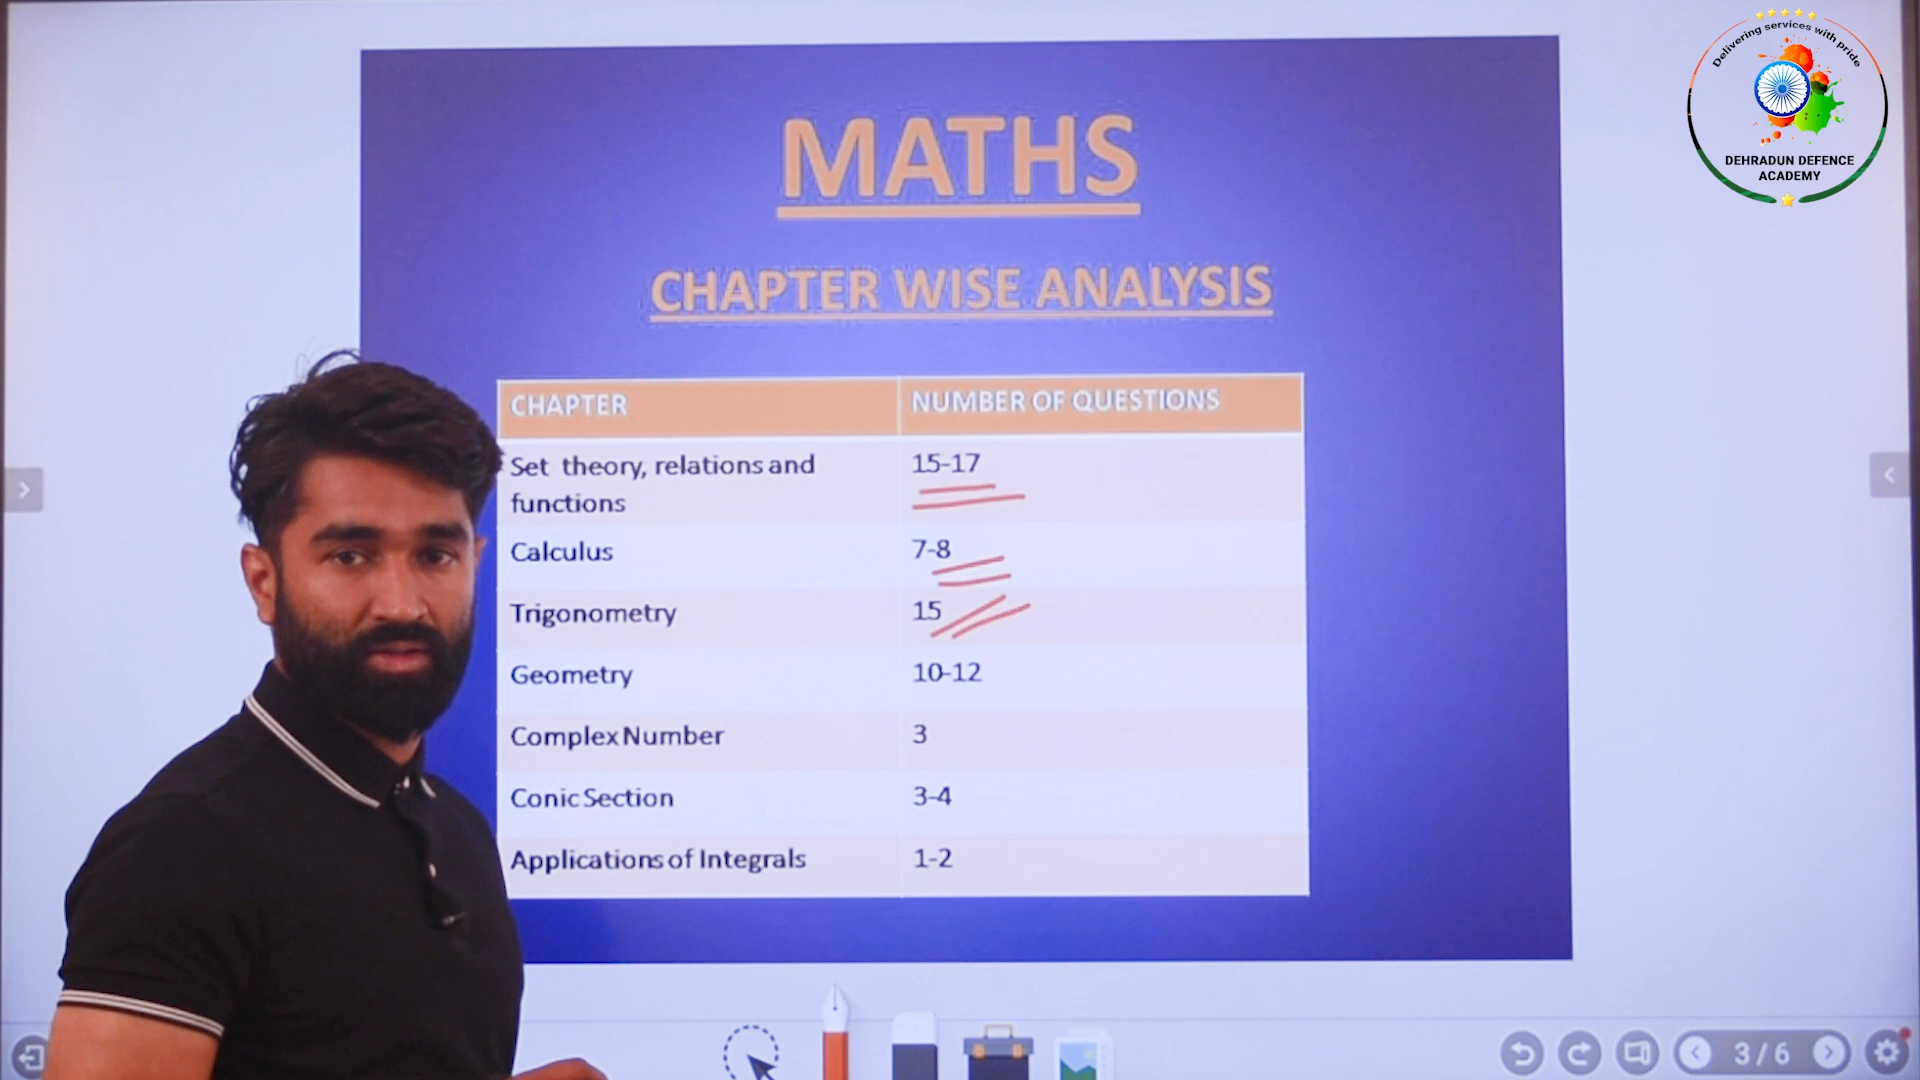 Delivering services with pride
DEHRADUN DEFENCE
ACADEMY
MATHS
CHAPTER WISE ANALYSIS
CHAPTER NUMBER OF QUESTIONS
Set theory, relations and functions 15-17
Calculus 7-8
Trigonometry 15
Geometry 10-12
Complex Number 3
Conic Section 3-4
Applications of Integrals 1-2
3/6